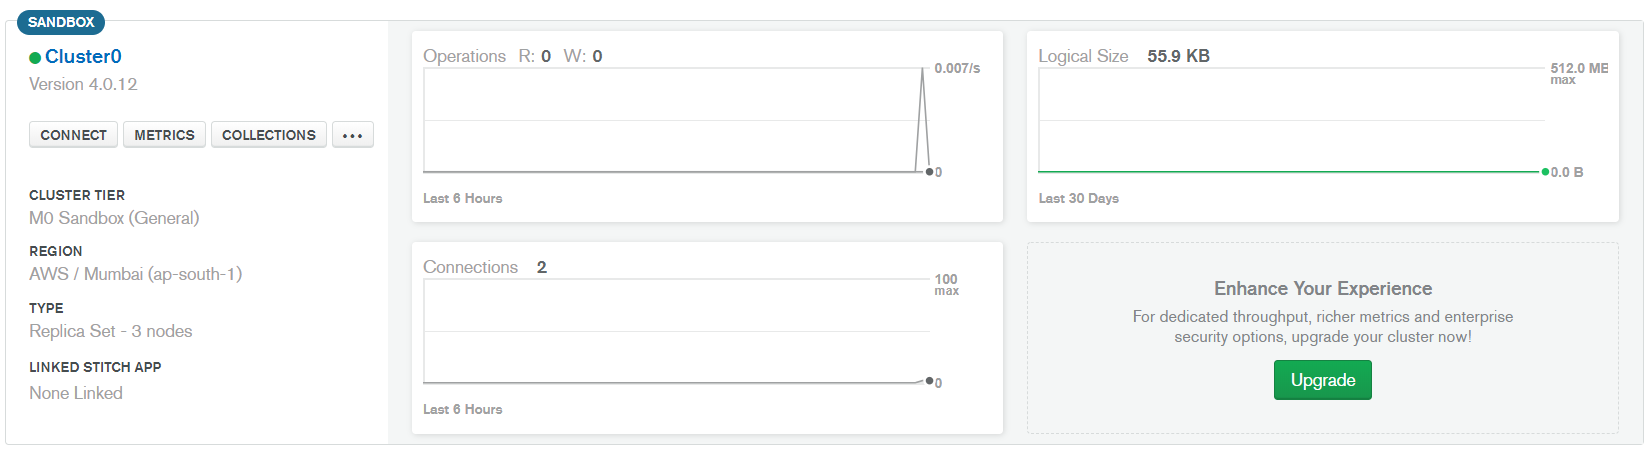 SANDBOX
Cluster0
Version 4.0.12
CONNECT METRICS COLLECTIONS •••
CLUSTER TIER
M0 Sandbox (General)
REGION
AWS / Mumbai (ap-south-1)
TYPE
Replica Set - 3 nodes
LINKED STITCH APP
None Linked
Operations R: 0 W: 0
0.007/s
0
Last 6 Hours
Logical Size 55.9 KB
512.0 MB
max
0.0 B
Last 30 Days
Connections 2
100
max
0
Last 6 Hours
Enhance Your Experience
For dedicated throughput, richer metrics and enterprise
security options, upgrade your cluster now!
Upgrade